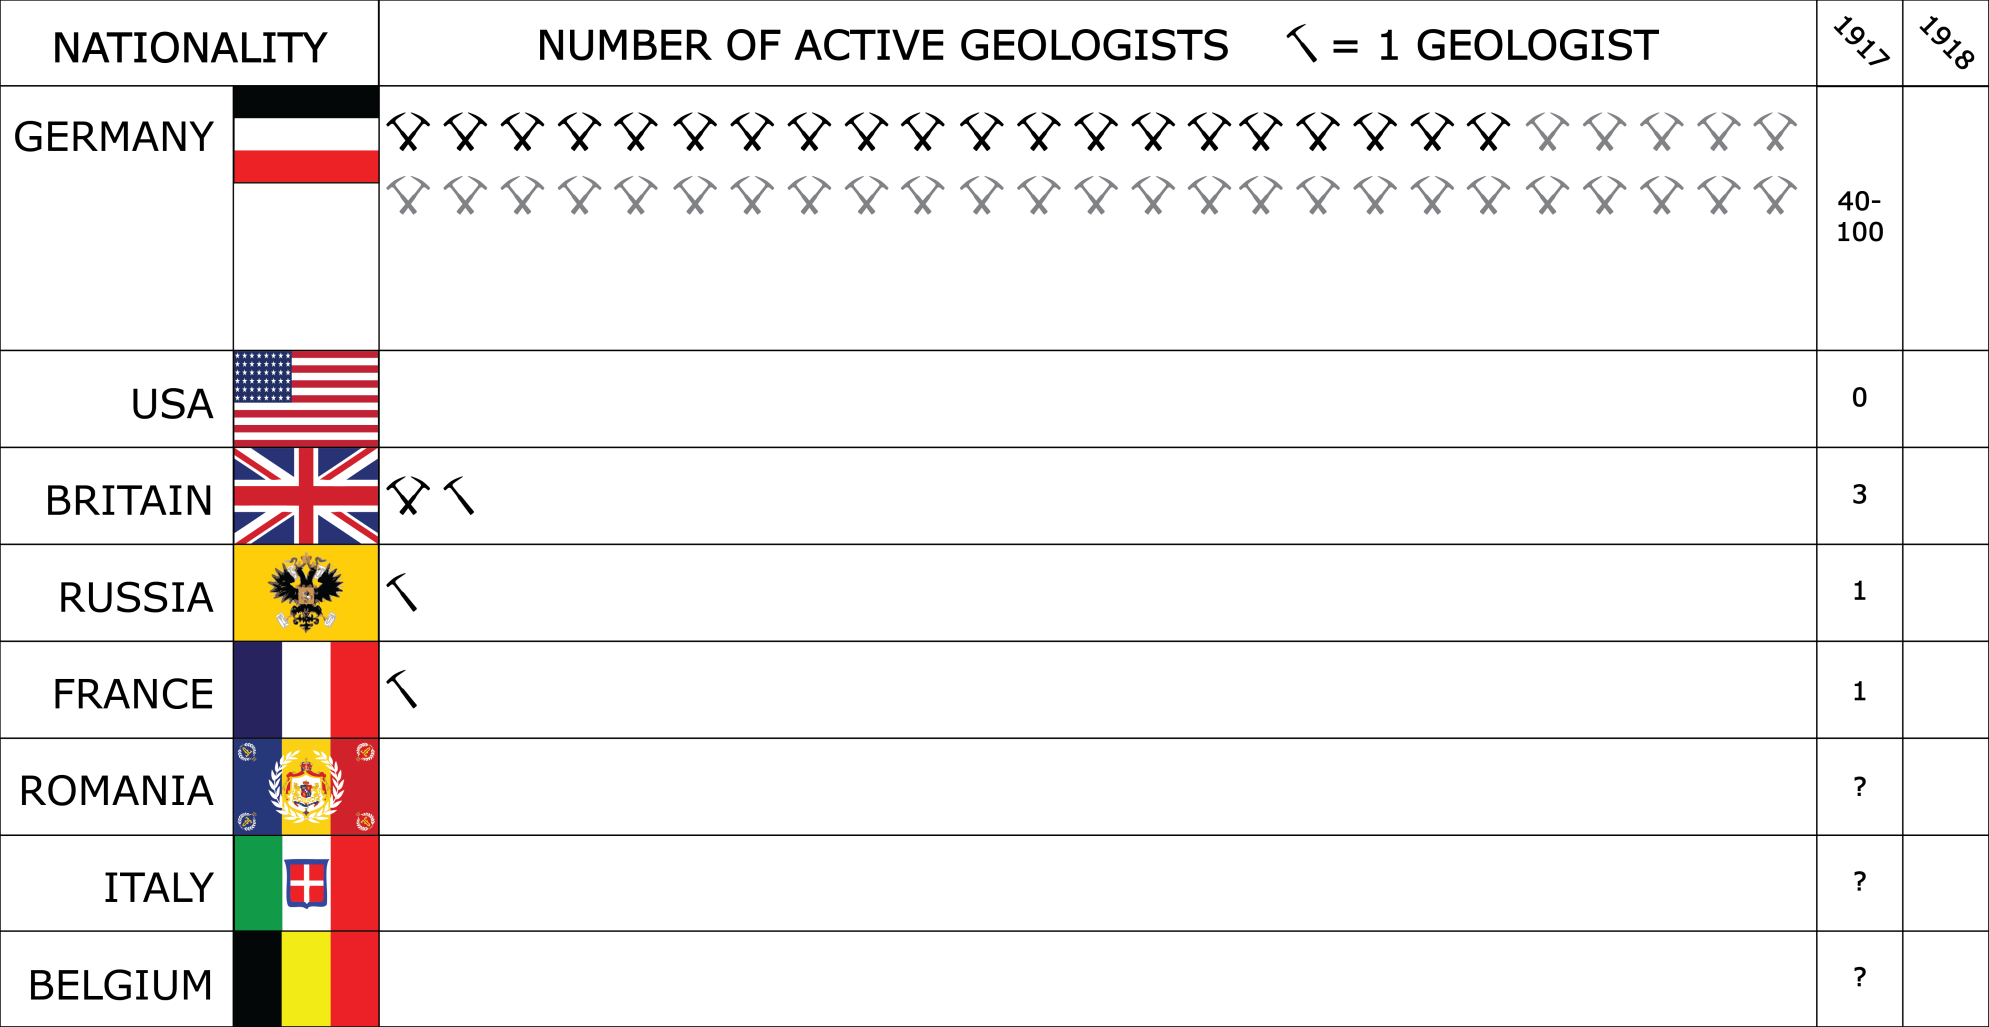 NATIONALITY
NUMBER OF ACTIVE GEOLOGISTS = 1 GEOLOGIST
1917
1918
GERMANY
40-
100
USA
0
BRITAIN
3
RUSSIA
1
FRANCE
1
ROMANIA
?
ITALY
?
BELGIUM
?